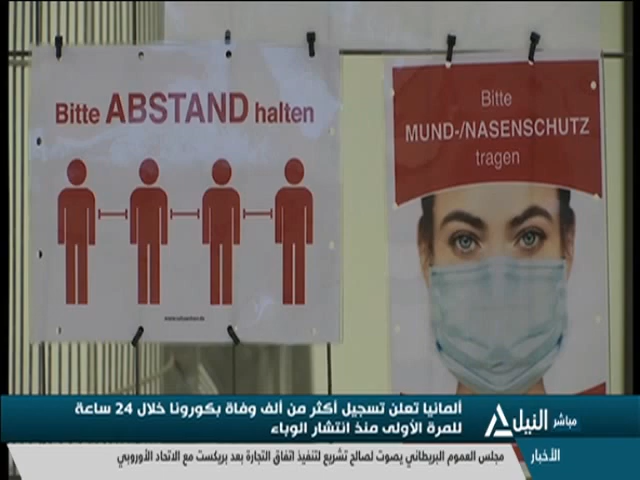 Bitte ABSTAND halten
Bitte
MUND-/NASENSCHUTZ
tragen
ألمانيا تعلن تسجيل أكثر من ألف وفاة بكورونا خلال 24 ساعة
للمرة الأولى منذ انتشار الوباء
النيل مباشر
الأخبار
مجلس العموم البريطاني يصوت لصالح تشريع لتنفيذ اتفاق التجارة بعد بريكست مع الاتحاد الأوروبي